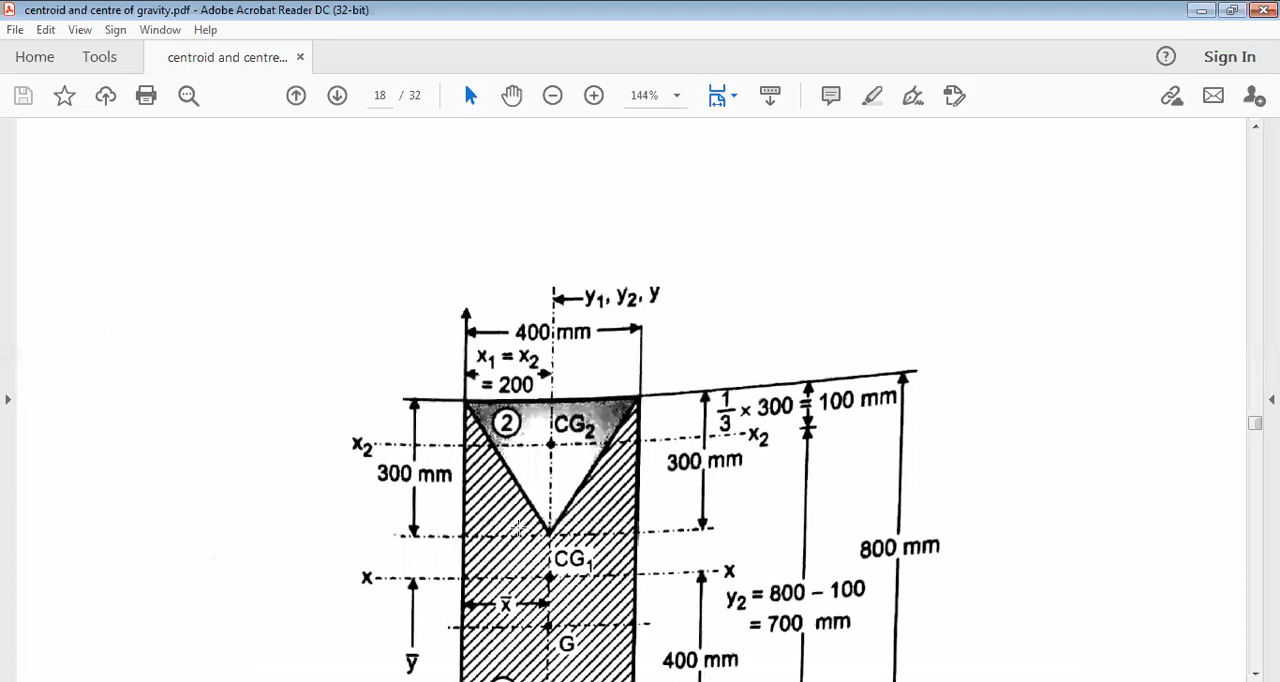 centroid and centre of gravity.pdf - Adobe Acrobat Reader DC (32-bit)
File Edit View Sign Window Help
Home Tools centroid and centre... × Sign In
18 / 32 144%
y₁, y₂, y
400 mm
x₁ = x₂
= 200
1/3 × 300 = 100 mm
2 CG₂
x₂ x₂
300 mm 300 mm
800 mm
CG₁
x x
y₂ = 800 – 100
x̅
= 700 mm
G
y̅ 400 mm